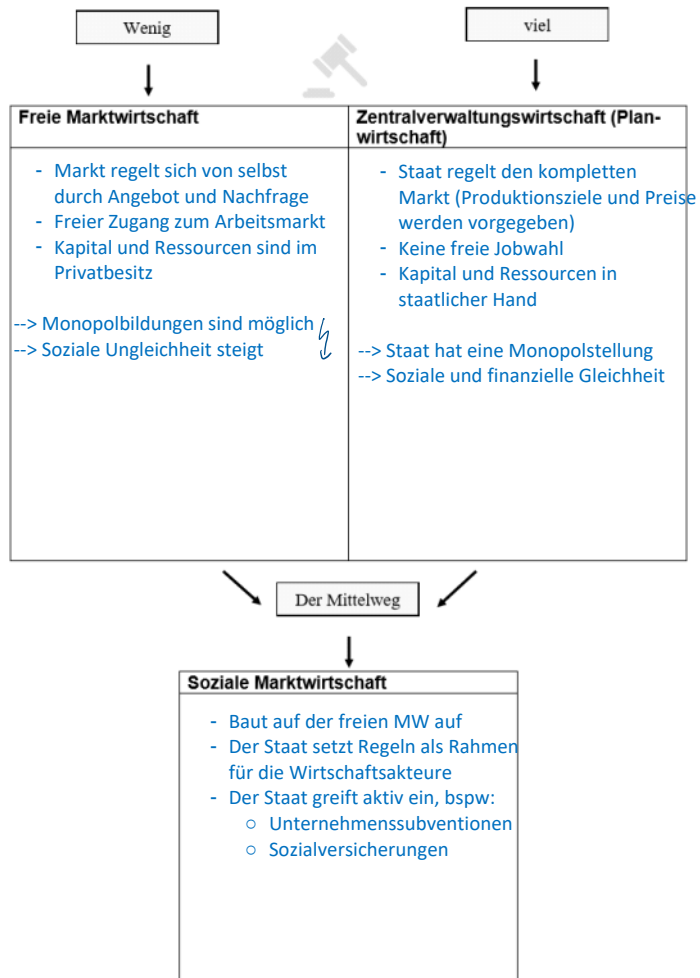 Wenig
viel
Freie Marktwirtschaft
- Markt regelt sich von selbst
durch Angebot und Nachfrage
- Freier Zugang zum Arbeitsmarkt
- Kapital und Ressourcen sind im
Privatbesitz
--> Monopolbildungen sind möglich
--> Soziale Ungleichheit steigt
Zentralverwaltungswirtschaft (Plan-
wirtschaft)
- Staat regelt den kompletten
Markt (Produktionsziele und Preise
werden vorgegeben)
- Keine freie Jobwahl
- Kapital und Ressourcen in
staatlicher Hand
--> Staat hat eine Monopolstellung
--> Soziale und finanzielle Gleichheit
Der Mittelweg
Soziale Marktwirtschaft
- Baut auf der freien MW auf
- Der Staat setzt Regeln als Rahmen
für die Wirtschaftsakteure
- Der Staat greift aktiv ein, bspw:
○ Unternehmenssubventionen
○ Sozialversicherungen